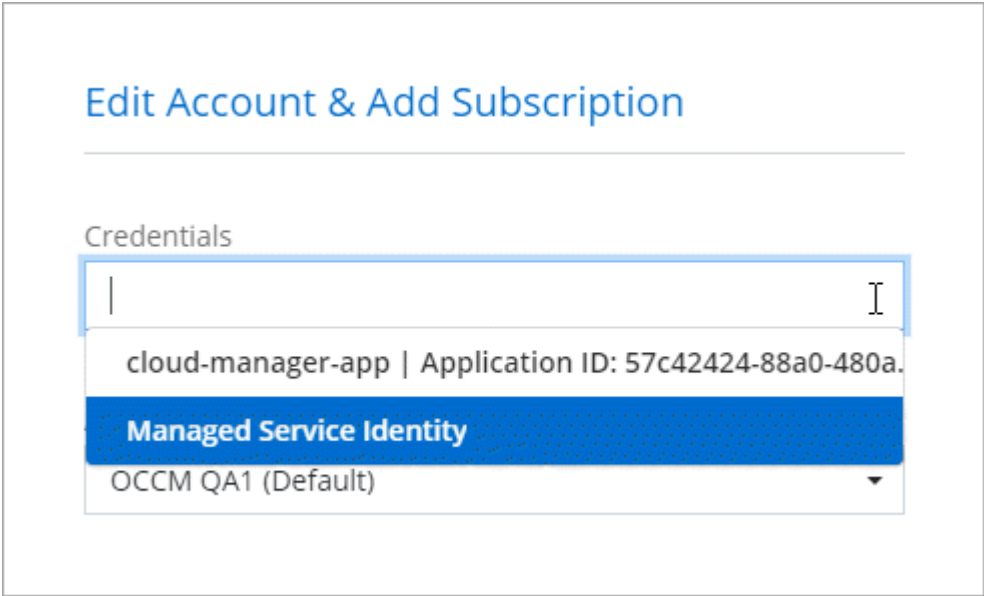 Edit Account & Add Subscription
Credentials
cloud-manager-app | Application ID: 57c42424-88a0-480a.
Managed Service Identity
OCCM QA1 (Default)